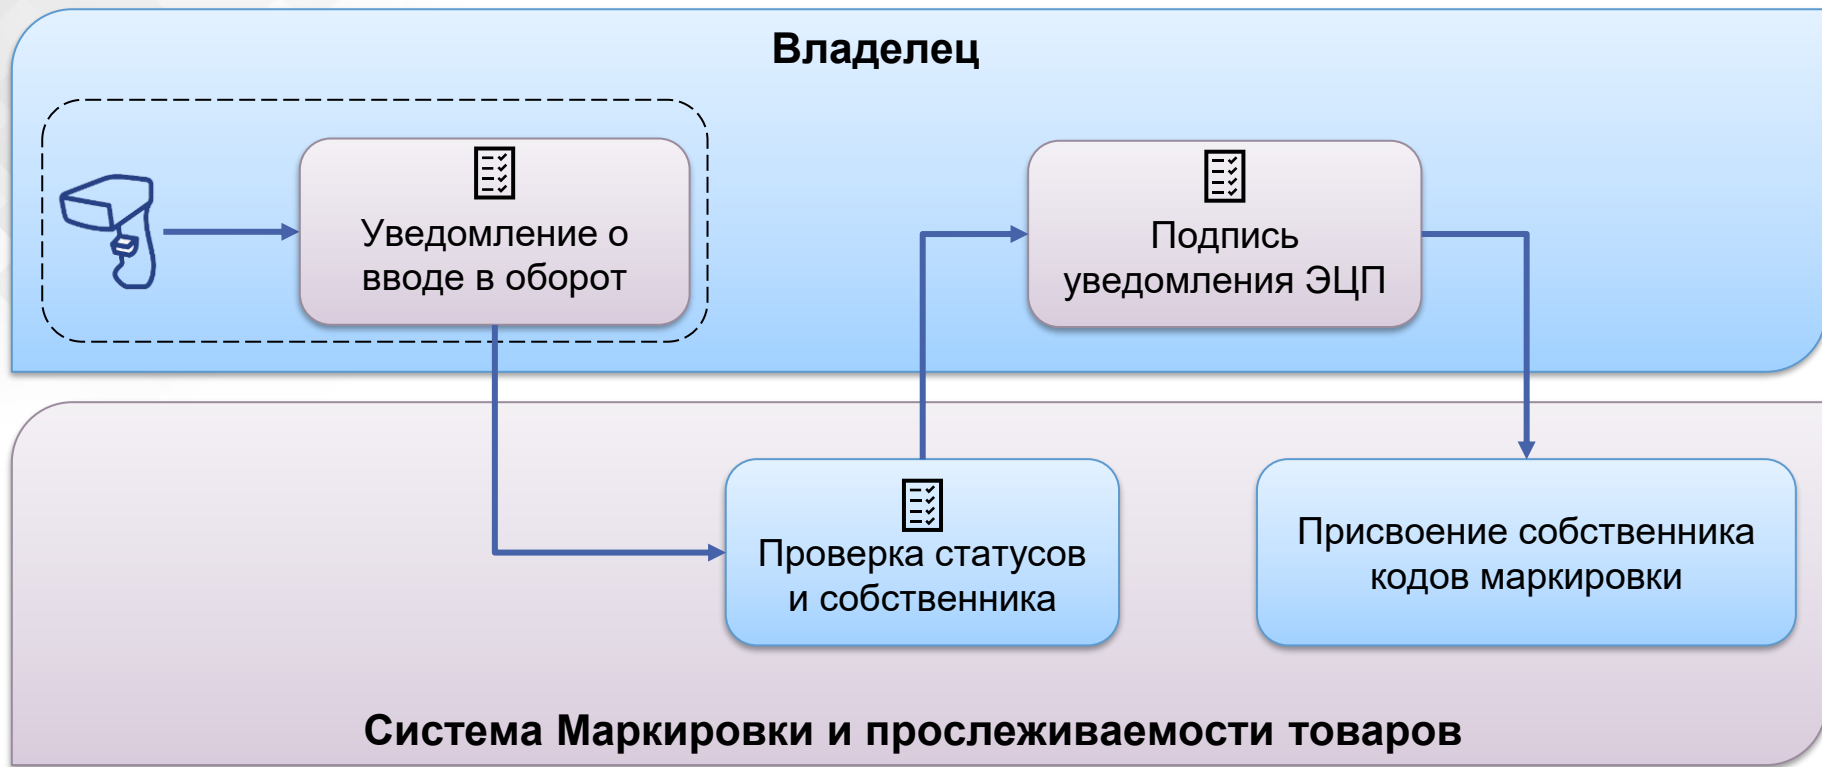 Владелец
Уведомление о
вводе в оборот
Подпись
уведомления ЭЦП
Проверка статусов
и собственника
Присвоение собственника
кодов маркировки
Система Маркировки и прослеживаемости товаров